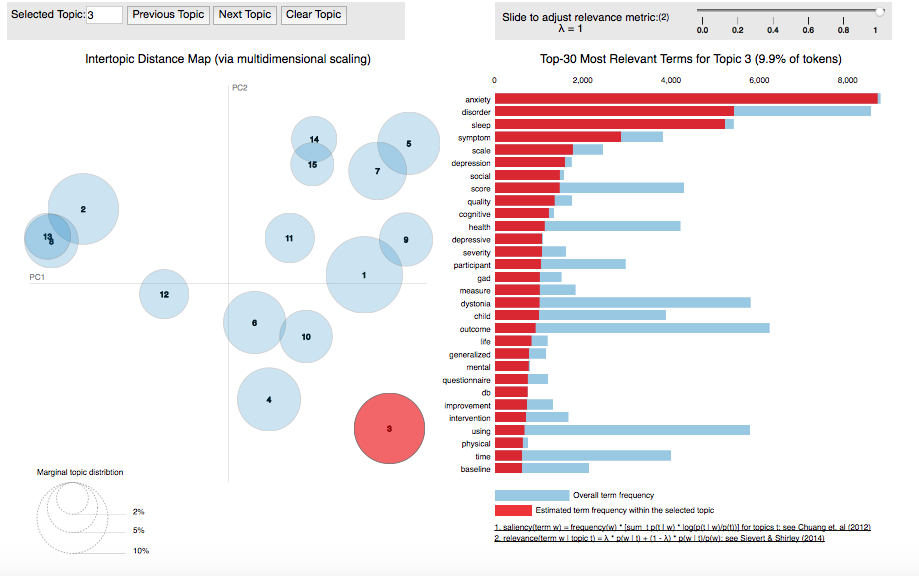 Selected Topic: 3 Previous Topic Next Topic Clear Topic
Slide to adjust relevance metric:(2)
λ = 1
0.0 0.2 0.4 0.6 0.8 1
Intertopic Distance Map (via multidimensional scaling)
PC2
PC1
14
5
15
7
2
13
8
11
9
1
12
6
10
4
3
Marginal topic distribtion
2%
5%
10%
Top-30 Most Relevant Terms for Topic 3 (9.9% of tokens)
0 2,000 4,000 6,000 8,000
anxiety
disorder
sleep
symptom
scale
depression
social
score
quality
cognitive
health
depressive
severity
participant
gad
measure
dystonia
child
outcome
life
generalized
mental
questionnaire
db
improvement
intervention
using
physical
time
baseline
Overall term frequency
Estimated term frequency within the selected topic
1. saliency(term w) = frequency(w) * [sum_t p(t | w) * log(p(t | w)/p(t))] for topics t; see Chuang et. al (2012)
2. relevance(term w | topic t) = λ * p(w | t) + (1 - λ) * p(w | t)/p(w); see Sievert & Shirley (2014)